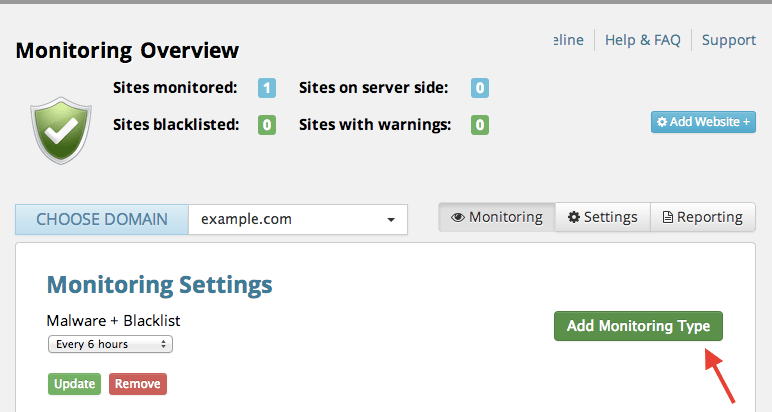 eline Help & FAQ Support
Monitoring Overview
Sites monitored: 1 Sites on server side: 0
Sites blacklisted: 0 Sites with warnings: 0
Add Website +
CHOOSE DOMAIN example.com
Monitoring Settings Reporting
Monitoring Settings
Malware + Blacklist
Add Monitoring Type
Every 6 hours
Update Remove